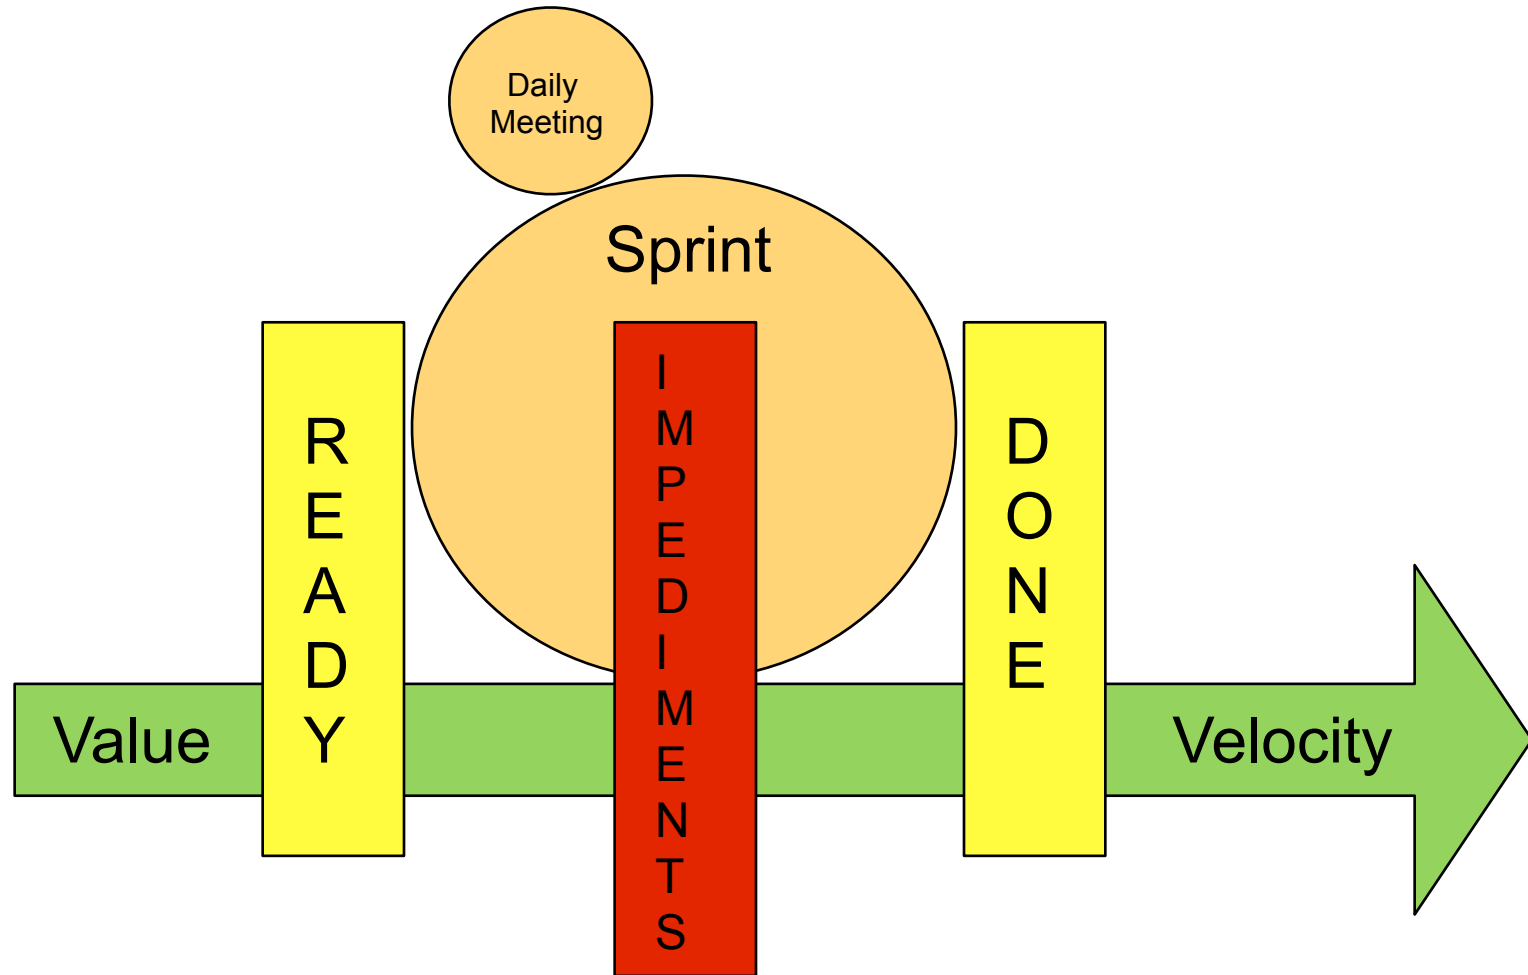 Daily
Meeting
Sprint
READY
IMPEDIMENTS
DONE
Value
Velocity